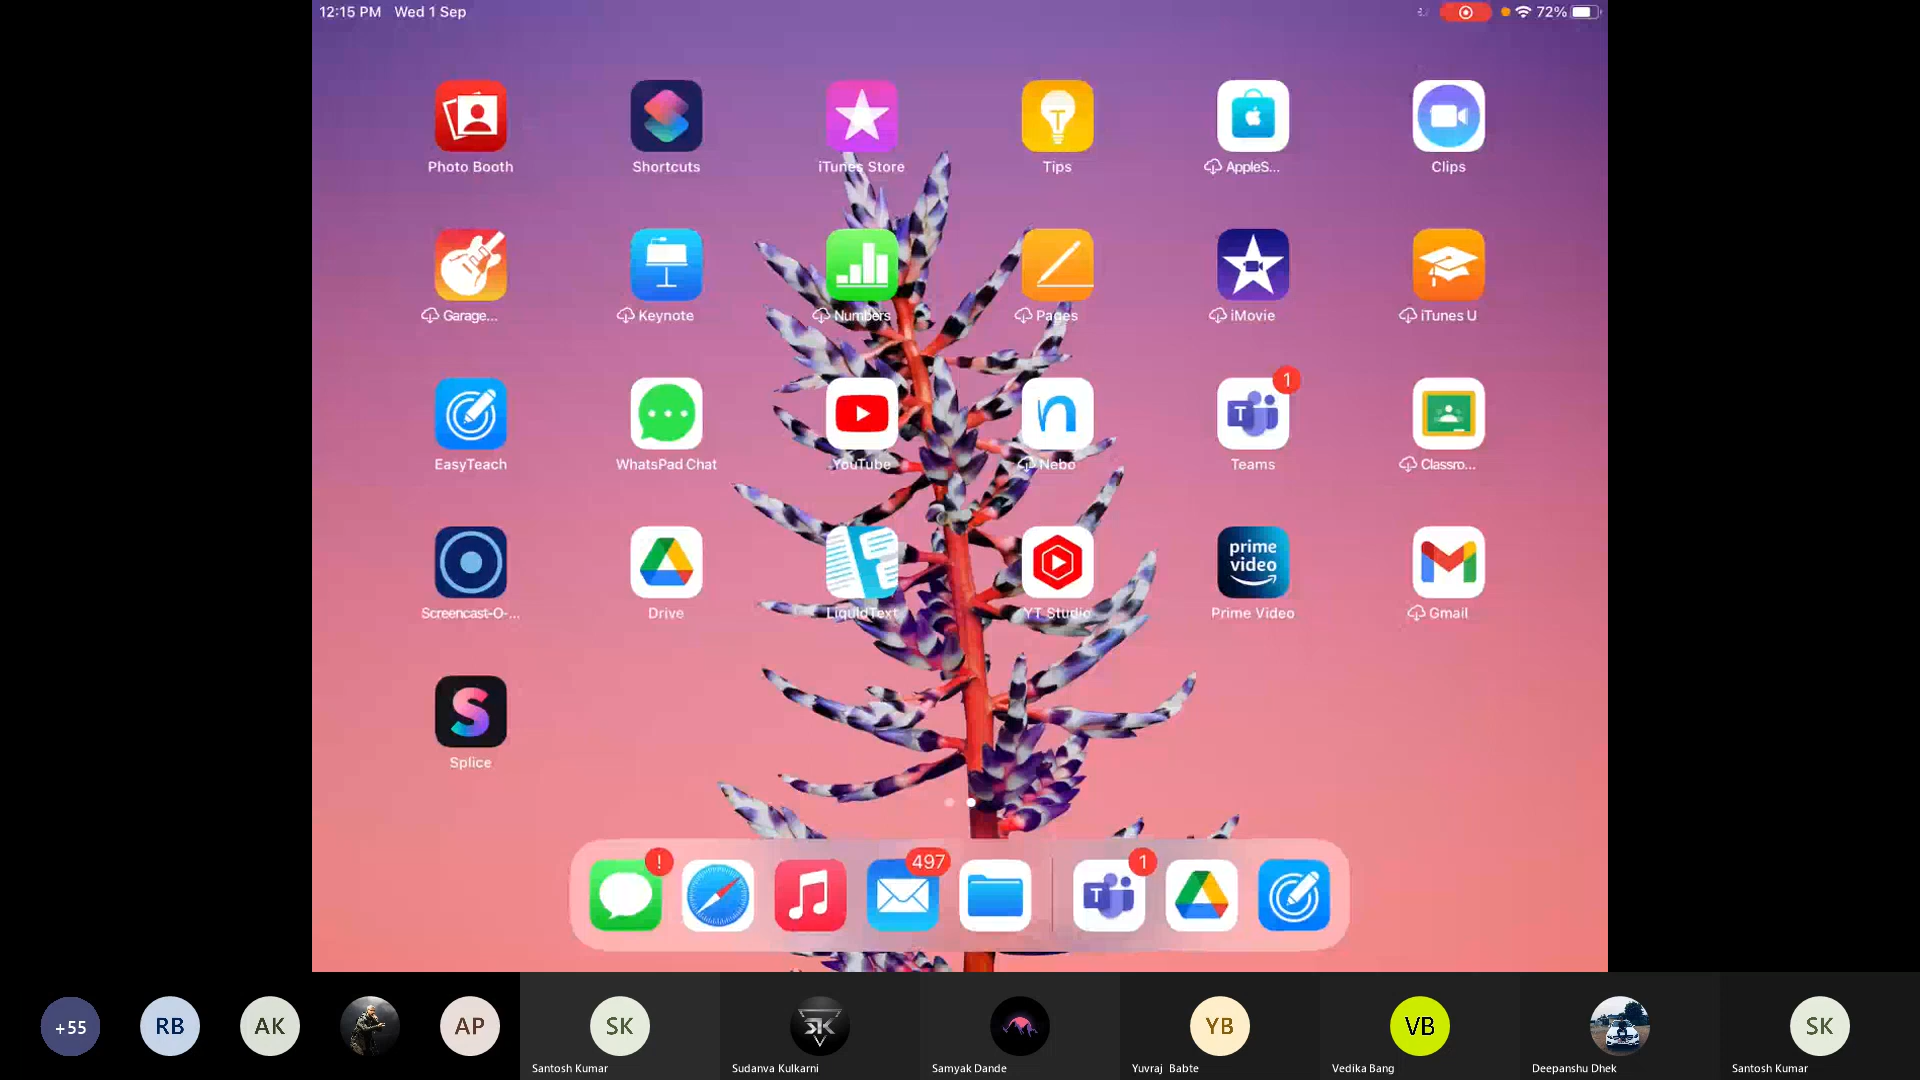 12:15 PM Wed 1 Sep
72%
Photo Booth
Shortcuts
iTunes Store
T
Tips
AppleS...
Clips
Garage...
Keynote
Numbers
Pages
iMovie
iTunes U
EasyTeach
WhatsPad Chat
YouTube
n
Nebo
T
1
Teams
Classro...
Screencast-O-...
Drive
LiquidText
YT Studio
prime
video
Prime Video
Gmail
S
Splice
!
497
T
1
+55
RB
AK
AP
SK
Santosh Kumar
SK
Sudanva Kulkarni
Samyak Dande
YB
Yuvraj Babte
VB
Vedika Bang
Deepanshu Dhek
SK
Santosh Kumar